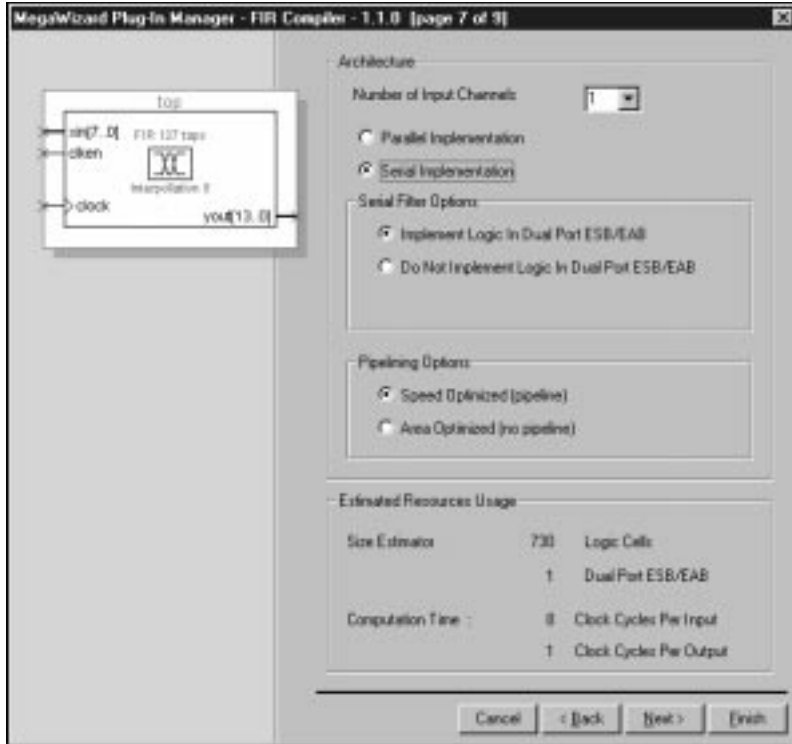 MegaWizard Plug-In Manager - FIR Compiler - 1.1.0 [page 7 of 9]
top
xin[7..0]
FIR: 127 taps
clken
Interpolation: 8
clock
yout[13..0]
Architecture
Number of Input Channels
1
Parallel Implementation
Serial Implementation
Serial Filter Options
Implement Logic In Dual Port ESB/EAB
Do Not Implement Logic In Dual Port ESB/EAB
Pipelining Options
Speed Optimized (pipeline)
Area Optimized (no pipeline)
Estimated Resources Usage
Size Estimator 730 Logic Cells
1 Dual Port ESB/EAB
Computation Time : 8 Clock Cycles Per Input
1 Clock Cycles Per Output
Cancel < Back Next > Finish